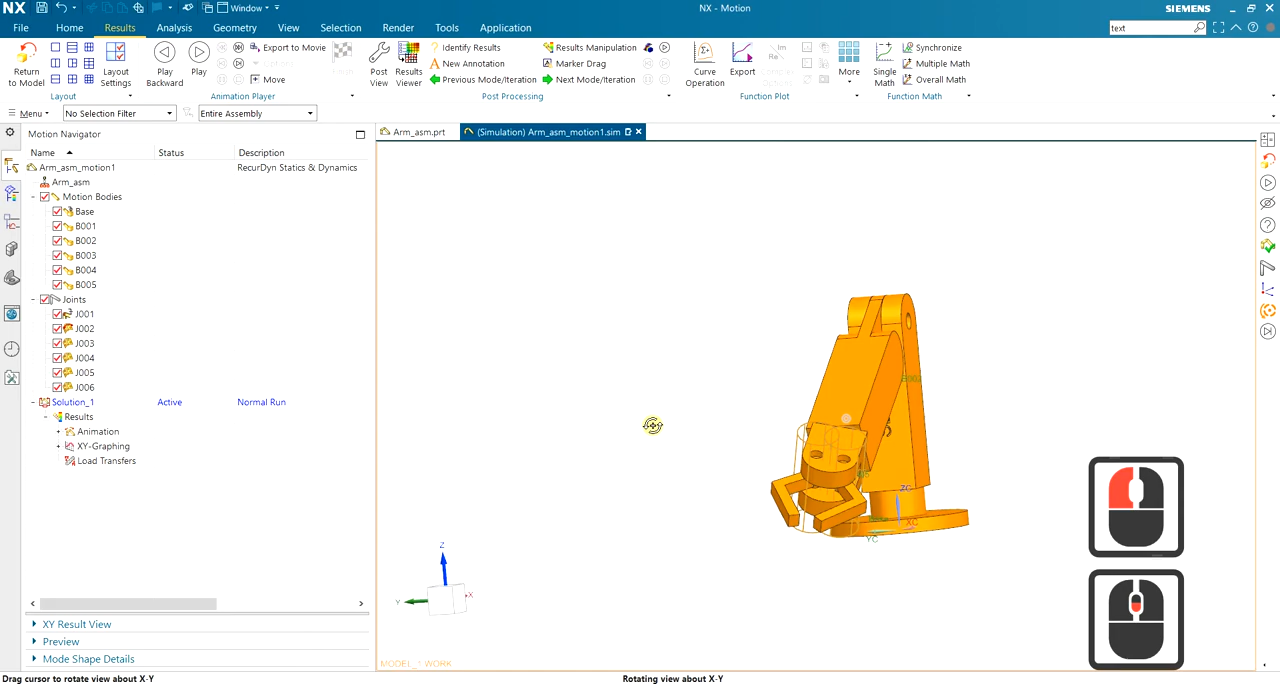 NX Window NX - Motion SIEMENS
File Home Results Analysis Geometry View Selection Render Tools Application text
Return to Model
Layout Settings
Play Backward
Play
Export to Movie
Move
Post View
Results Viewer
Identify Results
New Annotation
Previous Mode/Iteration
Results Manipulation
Marker Drag
Next Mode/Iteration
Curve Operation
Export
More
Single Math
Synchronize
Multiple Math
Overall Math
Layout Animation Player Post Processing Function Plot Function Math
Menu No Selection Filter Entire Assembly
Motion Navigator
Arm_asm.prt (Simulation) Arm_asm_motion1.sim
Name Status Description
Arm_asm_motion1 RecurDyn Statics & Dynamics
Arm_asm
Motion Bodies
Base
B001
B002
B003
B004
B005
Joints
J001
J002
J003
J004
J005
J006
Solution_1 Active Normal Run
Results
Animation
XY-Graphing
Load Transfers
ZC
XC
YC
Z
Y
X
XY Result View
Preview
Mode Shape Details
MODEL_* WORK
Drag cursor to rotate view about X-Y Rotating view about X-Y